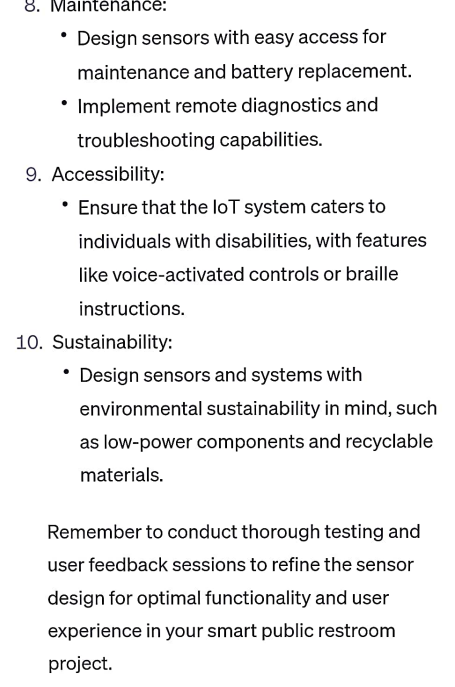 8. Maintenance:
• Design sensors with easy access for
maintenance and battery replacement.
• Implement remote diagnostics and
troubleshooting capabilities.
9. Accessibility:
• Ensure that the IoT system caters to
individuals with disabilities, with features
like voice-activated controls or braille
instructions.
10. Sustainability:
• Design sensors and systems with
environmental sustainability in mind, such
as low-power components and recyclable
materials.
Remember to conduct thorough testing and
user feedback sessions to refine the sensor
design for optimal functionality and user
experience in your smart public restroom
project.